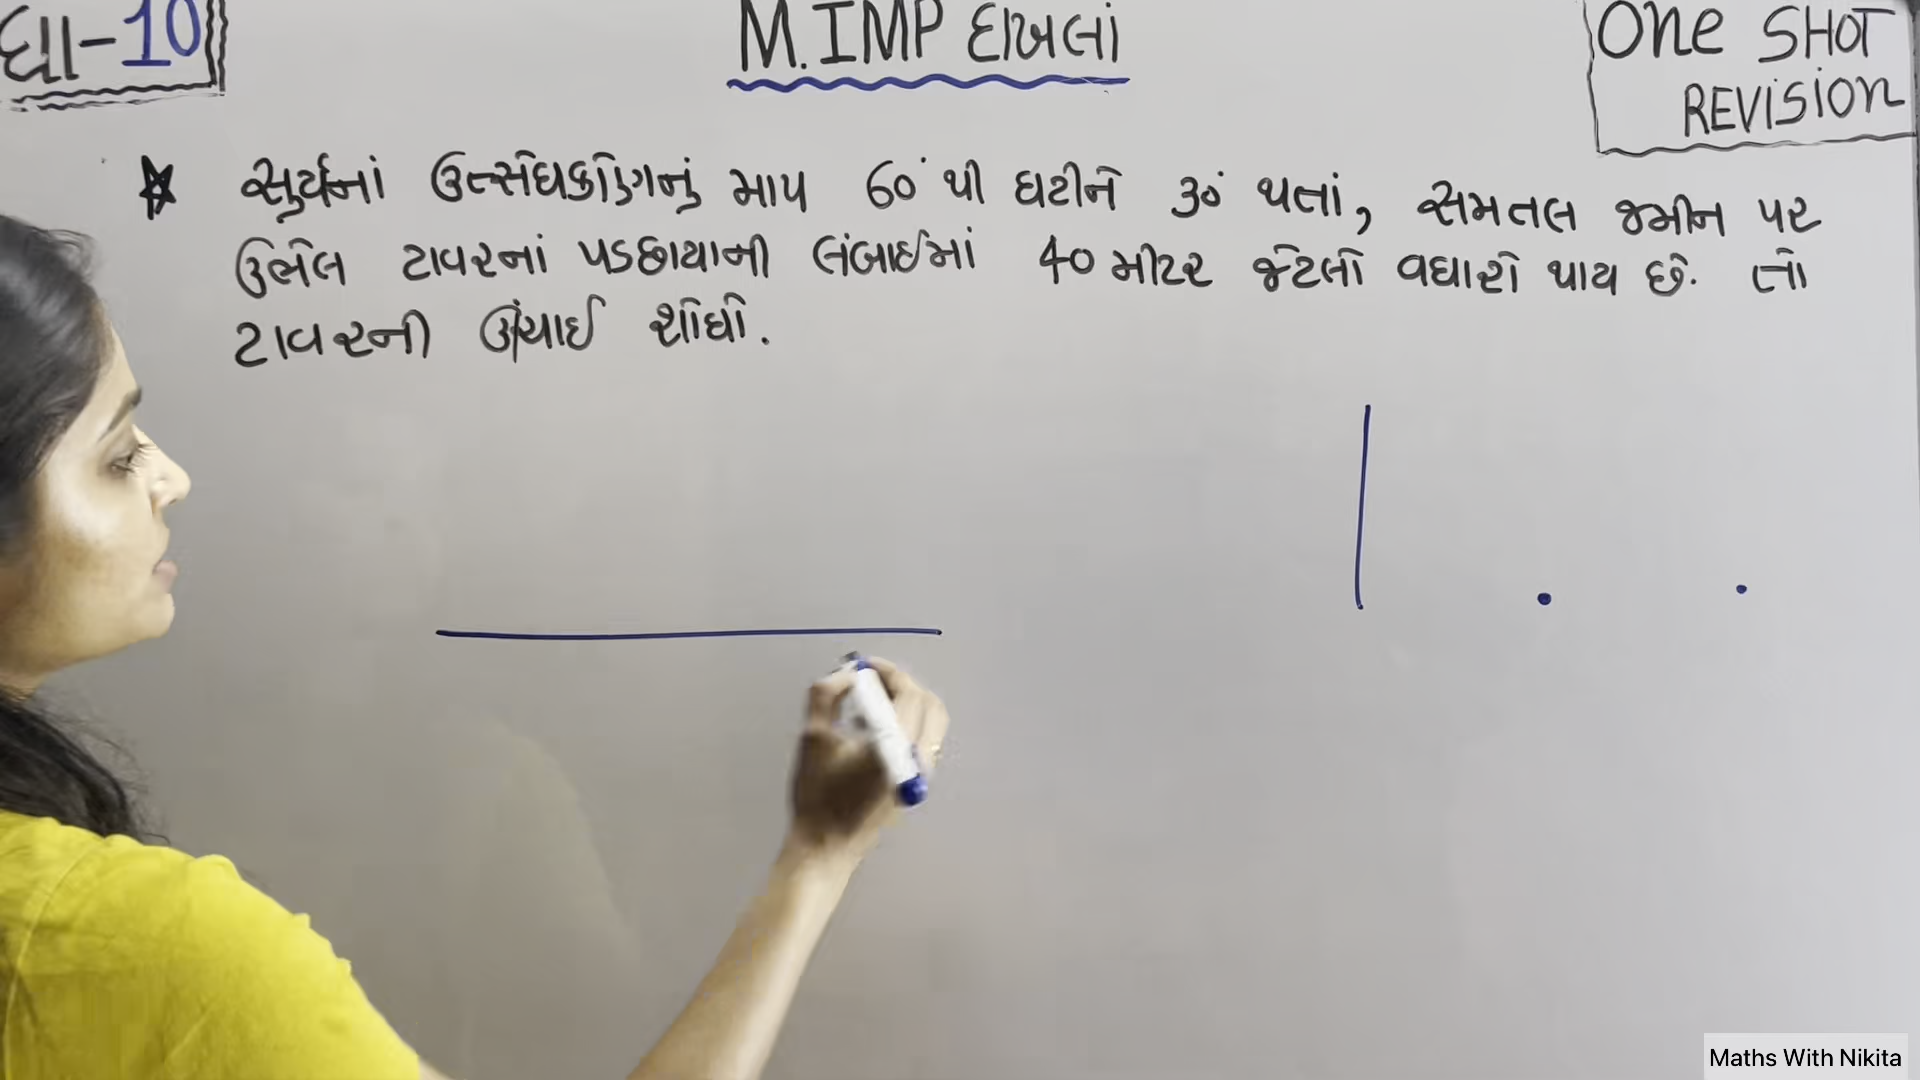 ધા-10
M. IMP દાખલાં
One SHOT
REVISION
સુર્યનાં ઉત્સેધકોણનું માપ 60° થી ઘટીને 30° થતાં, સમતલ જમીન પર
ઉભેલ ટાવરનાં પડછાયાની લંબાઈમાં 40 મીટર જેટલો વધારો થાય છે. તો
ટાવરની ઊંચાઈ શોધો.
Maths With Nikita